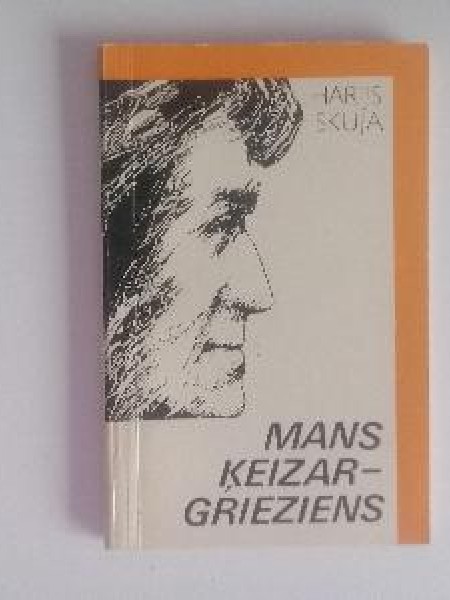 HARIJS
SKUJA
MANS
ĶEIZAR-
GRIEZIENS